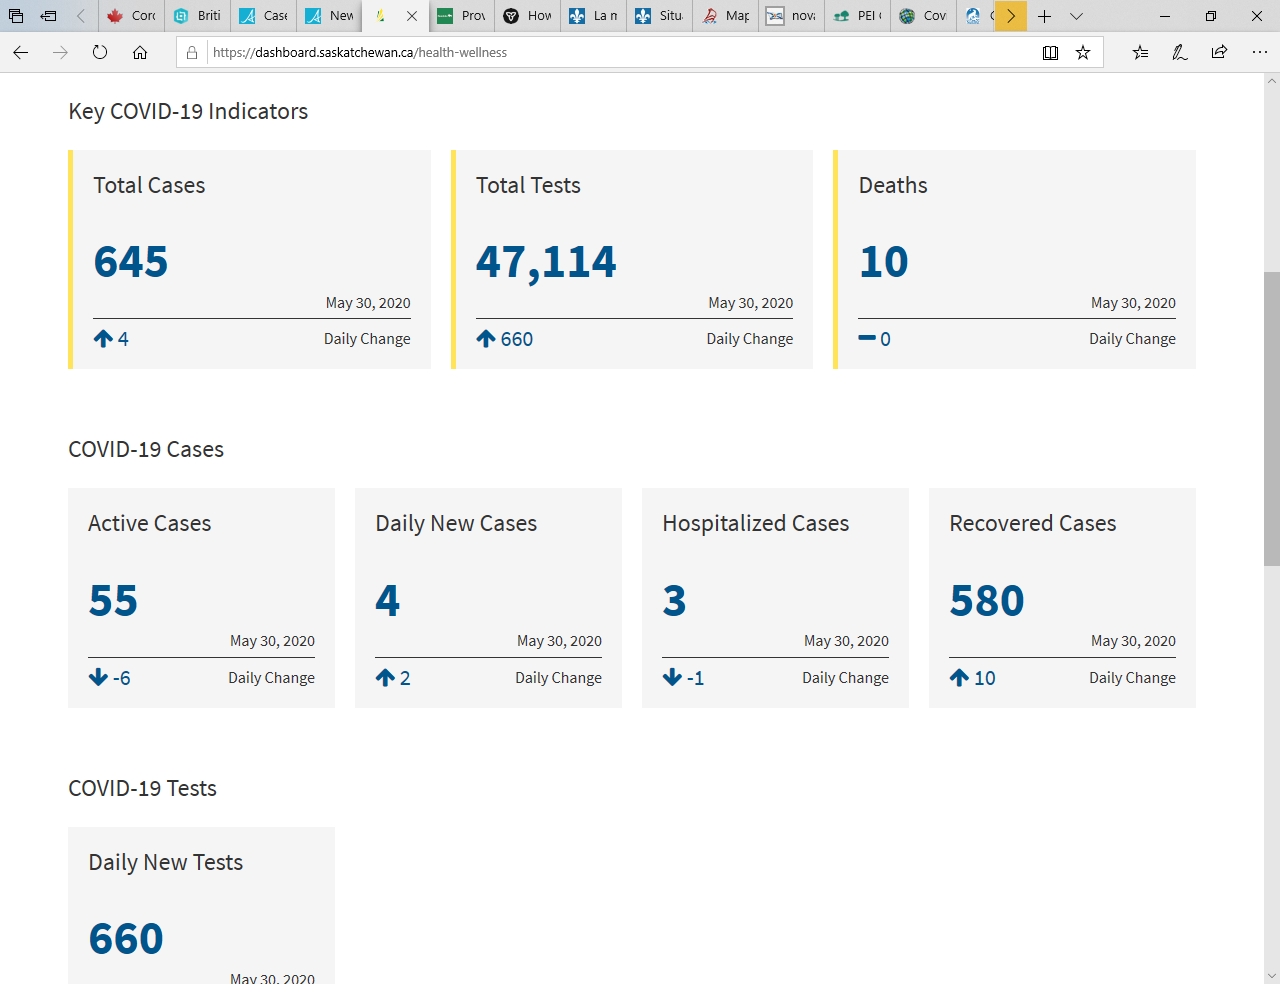 Corc
Briti
Case
New
Prov
How
La m
Situ
Map
nova
PEI
Covi
https://dashboard.saskatchewan.ca/health-wellness
Key COVID-19 Indicators
Total Cases
645
May 30, 2020
4 Daily Change
Total Tests
47,114
May 30, 2020
660 Daily Change
Deaths
10
May 30, 2020
0 Daily Change
COVID-19 Cases
Active Cases
55
May 30, 2020
-6 Daily Change
Daily New Cases
4
May 30, 2020
2 Daily Change
Hospitalized Cases
3
May 30, 2020
-1 Daily Change
Recovered Cases
580
May 30, 2020
10 Daily Change
COVID-19 Tests
Daily New Tests
660
May 30, 2020